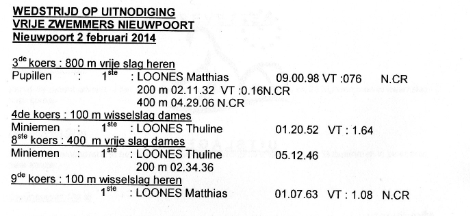 WEDSTRIJD OP UITNODIGING
VRIJE ZWEMMERS NIEUWPOORT
Nieuwpoort 2 februari 2014
3de koers : 800 m vrije slag heren
Pupillen : 1ste : LOONES Matthias 09.00.98 VT :076 N.CR
200 m 02.11.32 VT :0.16N.CR
400 m 04.29.06 N.CR
4de koers : 100 m wisselslag dames
Miniemen : 1ste : LOONES Thuline 01.20.52 VT : 1.64
8ste koers : 400 m vrije slag dames
Miniemen : 1ste : LOONES Thuline 05.12.46
200 m 02.34.36
9de koers : 100 m wisselslag heren
1ste : LOONES Matthias 01.07.63 VT : 1.08 N.CR